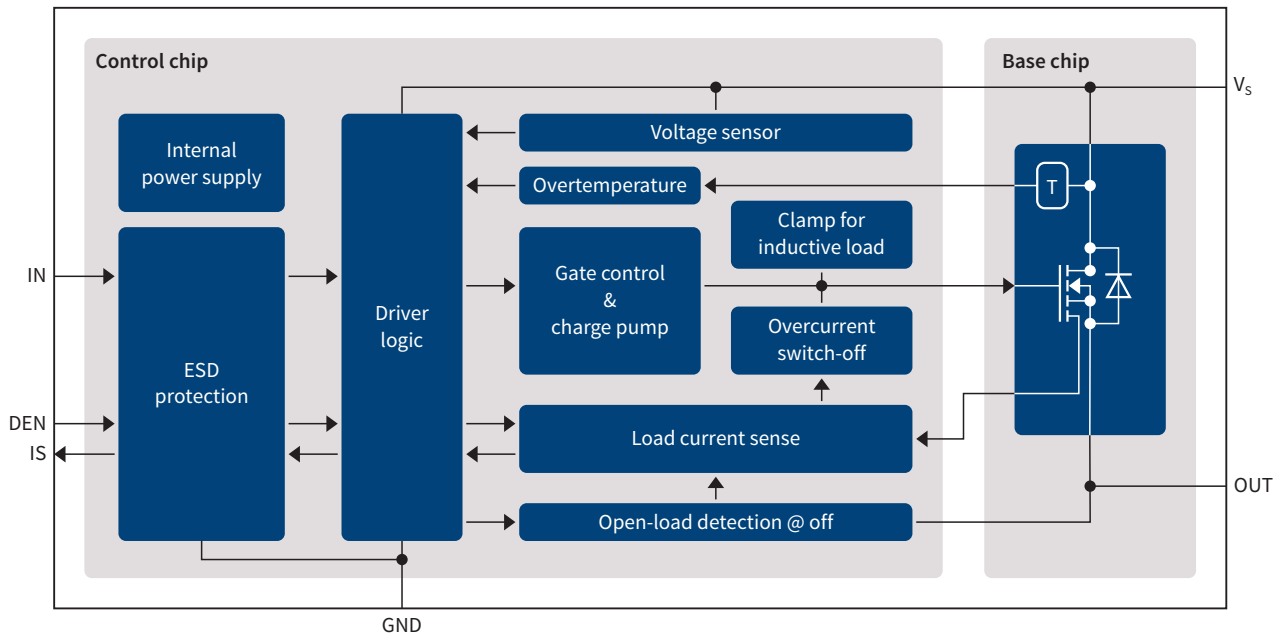 Control chip
Base chip
V_S
Internal
power supply
Voltage sensor
Overtemperature
T
Clamp for
inductive load
IN
ESD
protection
Driver
logic
Gate control
&
charge pump
Overcurrent
switch-off
DEN
IS
Load current sense
OUT
Open-load detection @ off
GND